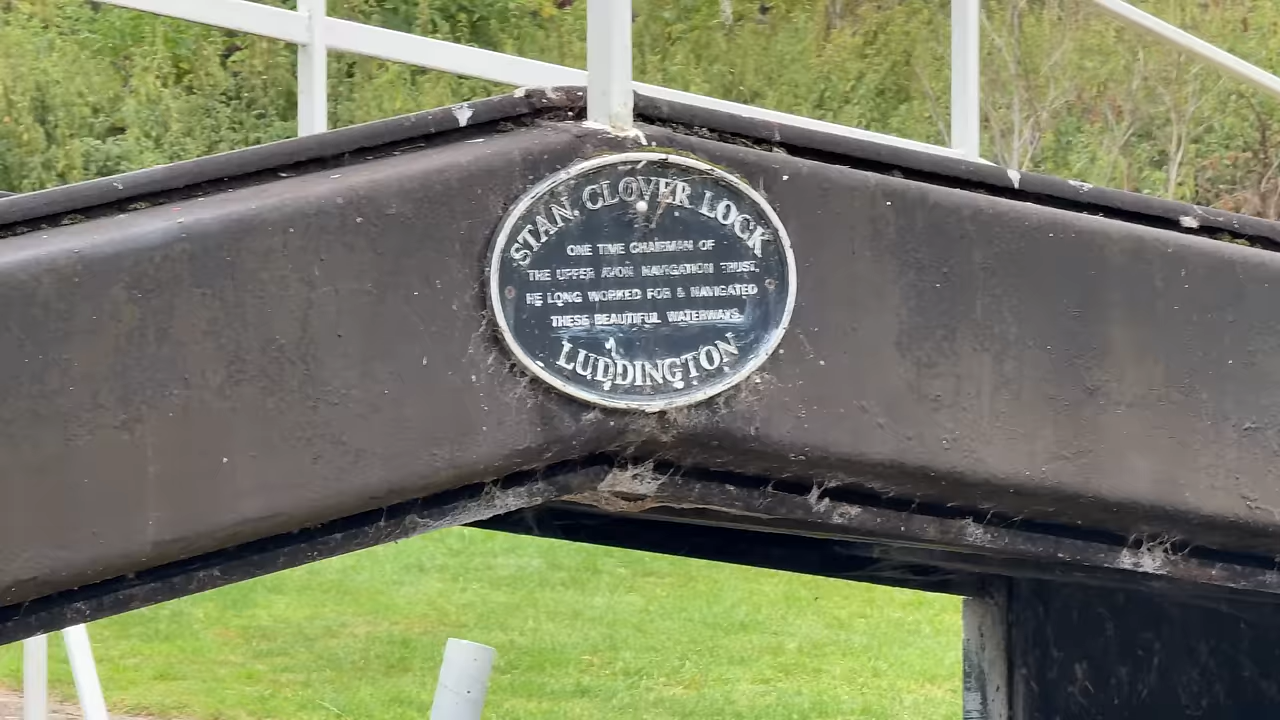 STAN. CLOVER LOCK
ONE TIME CHAIRMAN OF
THE UPPER AVON NAVIGATION TRUST,
HE LONG WORKED FOR & NAVIGATED
THESE BEAUTIFUL WATERWAYS.
LUDDINGTON